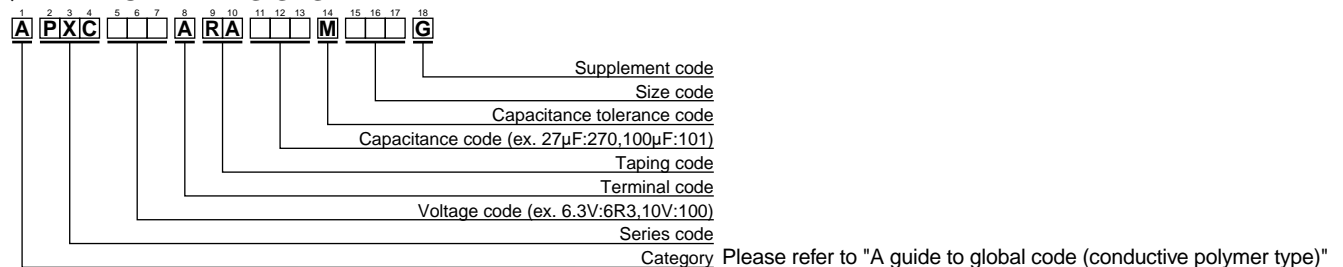 1 2 3 4 5 6 7 8 9 10 11 12 13 14 15 16 17 18
A PXC A RA M G
Supplement code
Size code
Capacitance tolerance code
Capacitance code (ex. 27μF:270,100μF:101)
Taping code
Terminal code
Voltage code (ex. 6.3V:6R3,10V:100)
Series code
Category Please refer to "A guide to global code (conductive polymer type)"